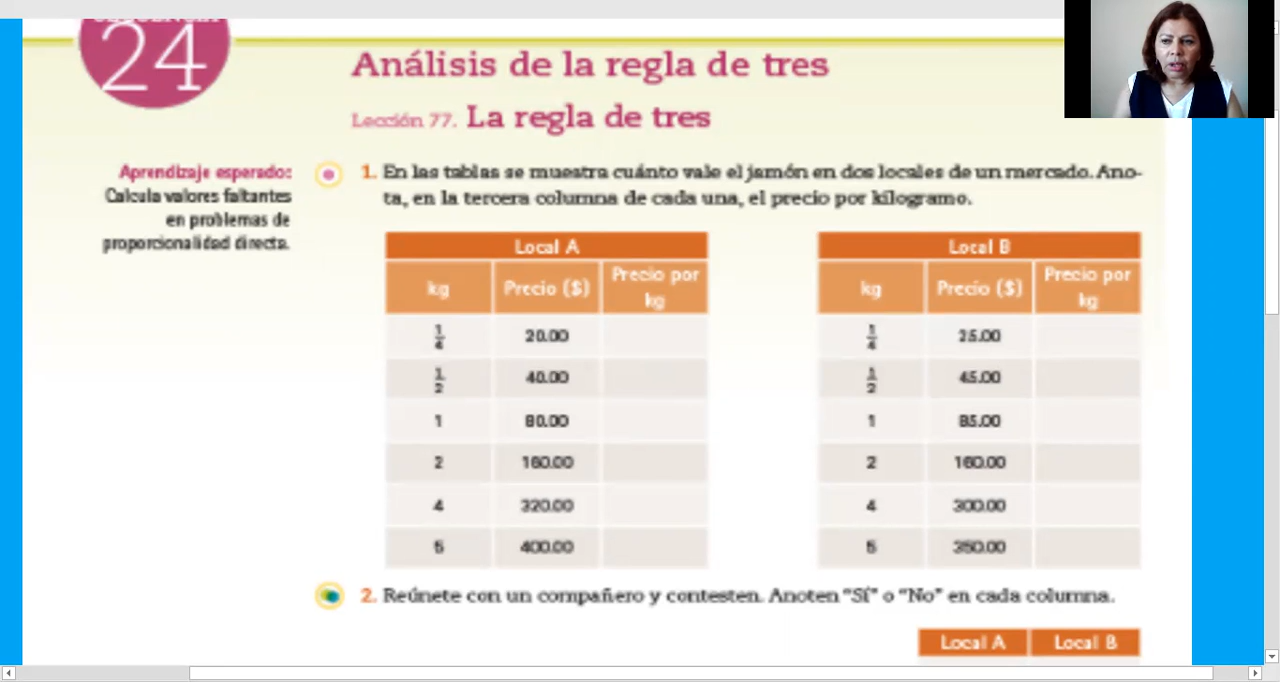 24
Análisis de la regla de tres
Lección 77. La regla de tres
Aprendizaje esperado:
Calcula valores faltantes
en problemas de
proporcionalidad directa.
1. En las tablas se muestra cuánto vale el jamón en dos locales de un mercado. Ano-
ta, en la tercera columna de cada una, el precio por kilogramo.
Local A
kg Precio ($) Precio por kg
1/4 20.00
1/2 40.00
1 80.00
2 160.00
4 320.00
5 400.00
Local B
kg Precio ($) Precio por kg
1/4 25.00
1/2 45.00
1 85.00
2 160.00
4 300.00
5 350.00
2. Reúnete con un compañero y contesten. Anoten “Sí” o “No” en cada columna.
Local A Local B